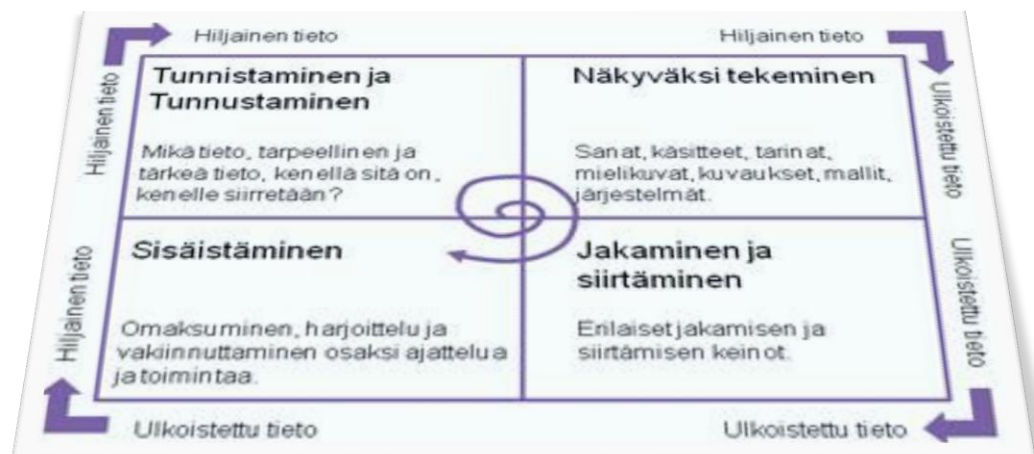 Hiljainen tieto
Hiljainen tieto
Hiljainen tieto
Tunnistaminen ja
Tunnustaminen
Mikä tieto, tarpeellinen ja
tärkeä tieto, kenellä sitä on,
kenelle siirretään?
Näkyväksi tekeminen
Sanat, käsitteet, tarinat,
mielikuvat, kuvaukset, mallit,
järjestelmät.
Ulkoistettu tieto
Hiljainen tieto
Sisäistäminen
Omaksuminen, harjoittelu ja
vakiinnuttaminen osaksi ajattelua
ja toimintaa.
Jakaminen ja
siirtäminen
Erilaiset jakamisen ja
siirtämisen keinot.
Ulkoistettu tieto
Ulkoistettu tieto
Ulkoistettu tieto